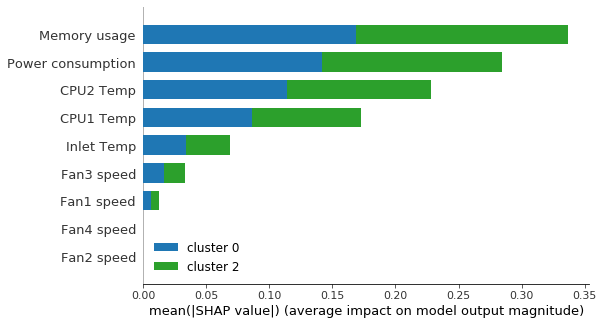 Memory usage
Power consumption
CPU2 Temp
CPU1 Temp
Inlet Temp
Fan3 speed
Fan1 speed
Fan4 speed
Fan2 speed
cluster 0
cluster 2
0.00 0.05 0.10 0.15 0.20 0.25 0.30 0.35
mean(|SHAP value|) (average impact on model output magnitude)